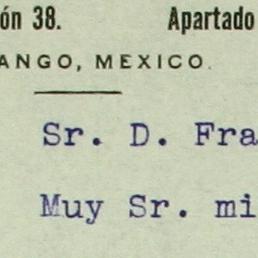 ón 38. Apartado
ANGO, MEXICO.
Sr. D. Fra
Muy Sr. mi